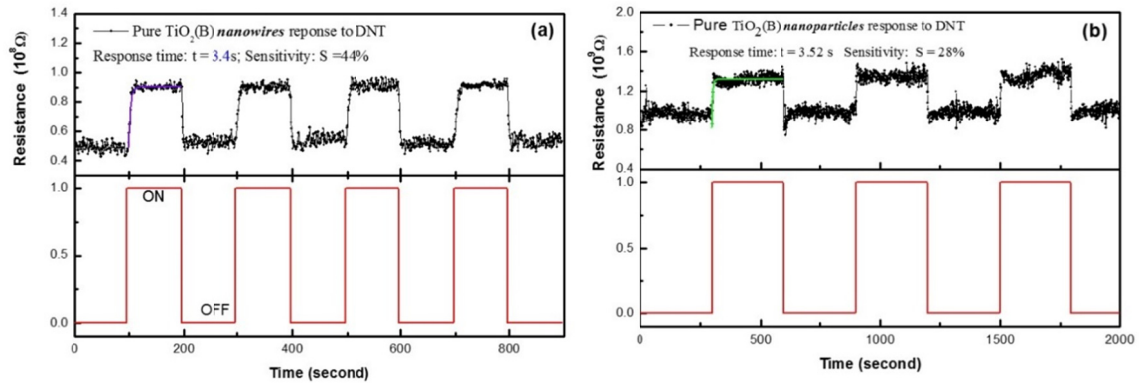 Pure TiO₂(B) nanowires reponse to DNT
(a)
Response time: t = 3.4s; Sensitivity: S =44%
Resistance (10⁸Ω)
1.4
1.2
1.0
0.8
0.6
0.4
ON
OFF
1.0
0.5
0.0
0
200
400
600
800
Time (second)
Pure TiO₂(B) nanoparticles response to DNT
(b)
Response time: t = 3.52 s Sensitivity: S = 28%
Resistance (10⁹Ω)
2.0
1.6
1.2
0.8
0.4
1.0
0.5
0.0
0
500
1000
1500
2000
Time (second)